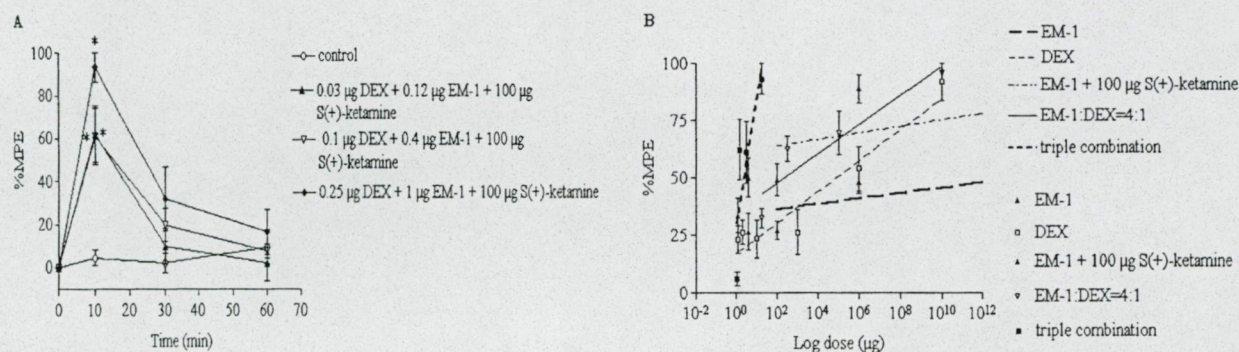 A
%MPE
100
80
60
40
20
0
*
* *
0 10 20 30 40 50 60 70
Time (min)
control
0.03 µg DEX + 0.12 µg EM-1 + 100 µg
S(+)-ketamine
0.1 µg DEX + 0.4 µg EM-1 + 100 µg
S(+)-ketamine
0.25 µg DEX + 1 µg EM-1 + 100 µg S(+)-ketamine
B
%MPE
100
75
50
25
0
10-2 100 102 104 106 108 1010 1012
Log dose (µg)
EM-1
DEX
EM-1 + 100 µg S(+)-ketamine
EM-1:DEX=4:1
triple combination
EM-1
DEX
EM-1 + 100 µg S(+)-ketamine
EM-1:DEX=4:1
triple combination